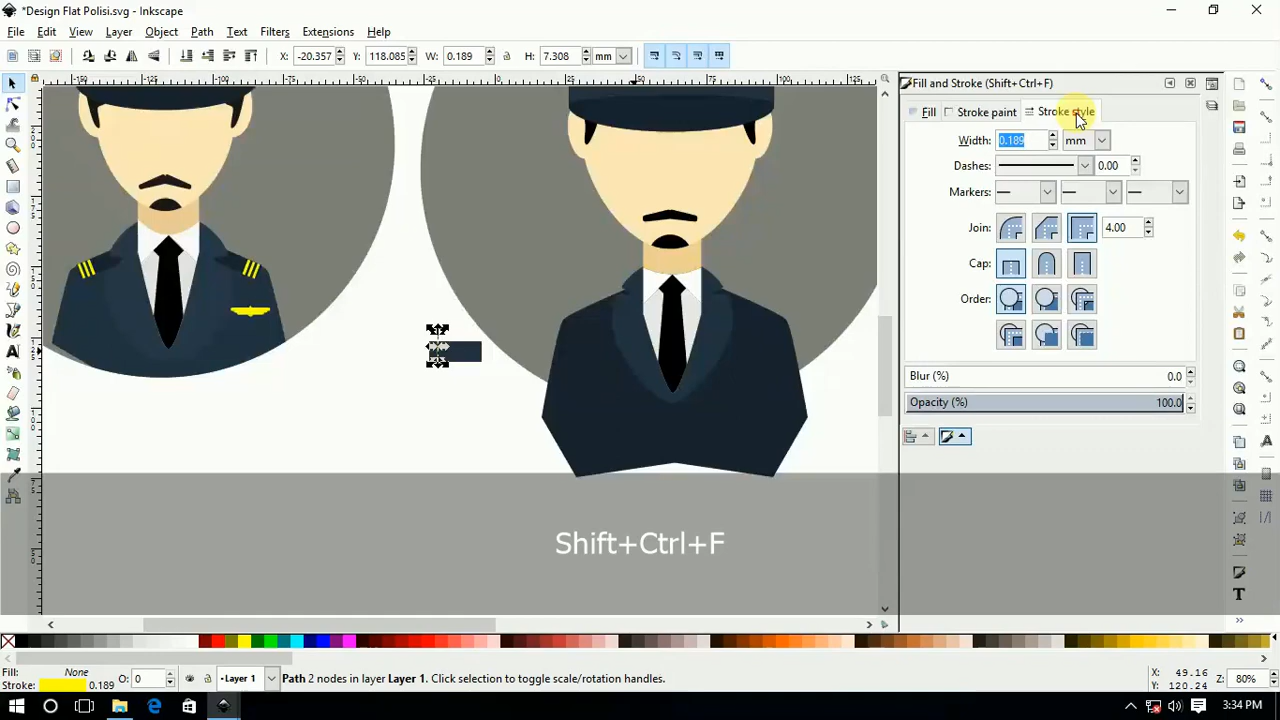 *Design Flat Polisi.svg - Inkscape
File Edit View Layer Object Path Text Filters Extensions Help
X: -20.357 Y: 118.085 W: 0.189 H: 7.308 mm
Fill and Stroke (Shift+Ctrl+F)
Fill Stroke paint Stroke style
Width: 0.189 mm
Dashes: 0.00
Markers:
Join: 4.00
Cap:
Order:
Blur (%) 0.0
Opacity (%) 100.0
Shift+Ctrl+F
Fill: None
Stroke: 0.189 O: 0 Layer 1 Path 2 nodes in layer Layer 1. Click selection to toggle scale/rotation handles.
X: 49.16
Y: 120.24
Z: 80%
3:34 PM